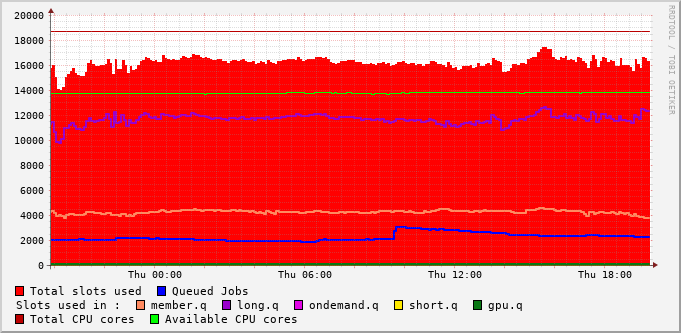 20000
18000
16000
14000
12000
10000
8000
6000
4000
2000
0
Thu 00:00 Thu 06:00 Thu 12:00 Thu 18:00
Total slots used Queued Jobs
Slots used in : member.q long.q ondemand.q short.q gpu.q
Total CPU cores Available CPU cores
RRDTOOL / TOBI OETIKER